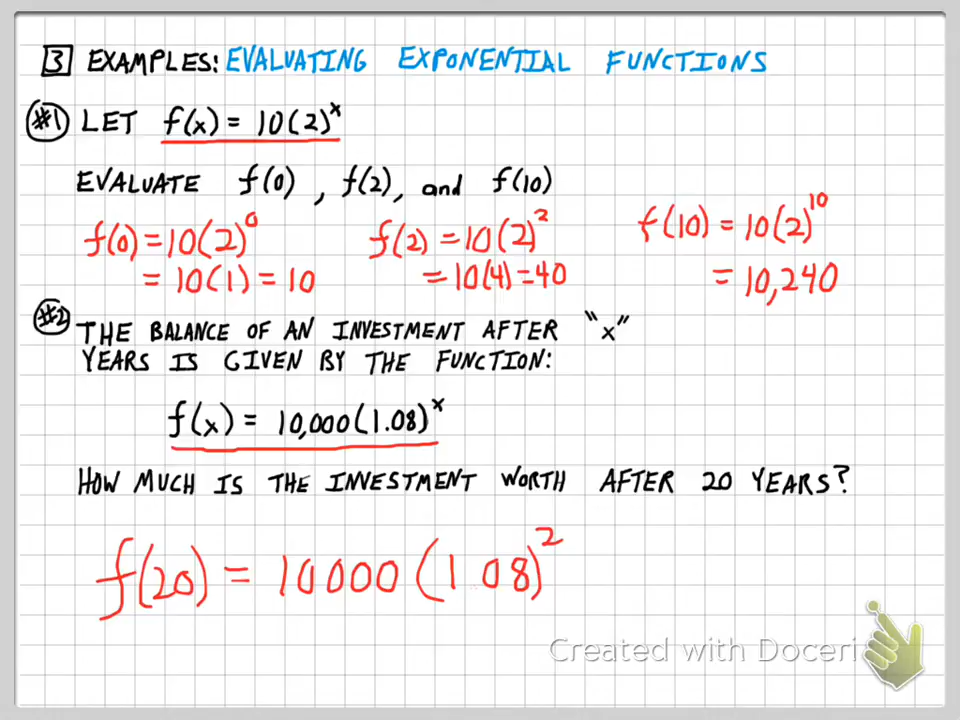 3 EXAMPLES: EVALUATING EXPONENTIAL FUNCTIONS
#1 LET f(x) = 10(2)^x
EVALUATE f(0), f(2), and f(10)
f(0) = 10(2)^0
= 10(1) = 10
f(2) = 10(2)^2
= 10(4) = 40
f(10) = 10(2)^10
= 10,240
#2 THE BALANCE OF AN INVESTMENT AFTER "x"
YEARS IS GIVEN BY THE FUNCTION:
f(x) = 10,000(1.08)^x
HOW MUCH IS THE INVESTMENT WORTH AFTER 20 YEARS?
f(20) = 10000(1.08)^2
Created with Doceri